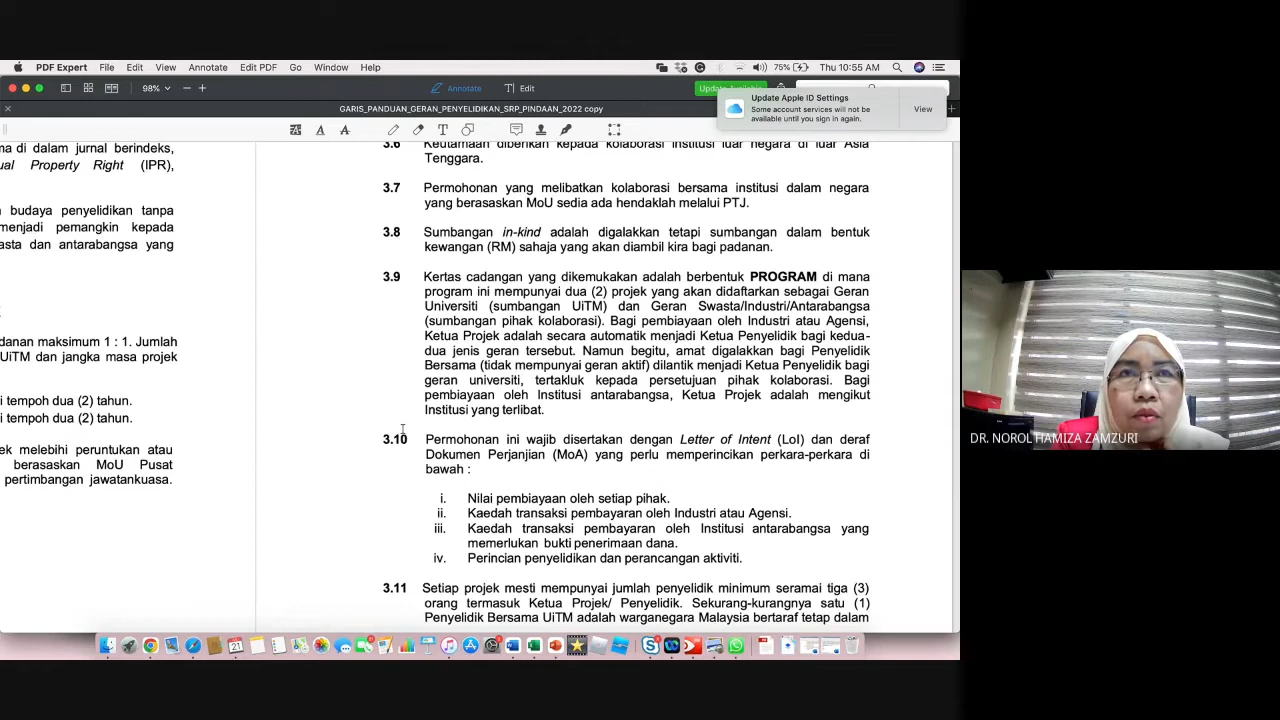 PDF Expert File Edit View Annotate Edit PDF Go Window Help
75% Thu 10:55 AM
98%
Annotate
Edit
Update Available
GARIS_PANDUAN_GERAN_PENYELIDIKAN_SRP_PINDAAN_2022 copy
Update Apple ID Settings
Some account services will not be
available until you sign in again.
View
ma di dalam jurnal berindeks,
ual Property Right (IPR),
budaya penyelidikan tanpa
menjadi pemangkin kepada
asta dan antarabangsa yang
danan maksimum 1 : 1. Jumlah
UiTM dan jangka masa projek
i tempoh dua (2) tahun.
i tempoh dua (2) tahun.
ek melebihi peruntukan atau
berasaskan MoU Pusat
pertimbangan jawatankuasa.
3.6 Keutamaan diberikan kepada kolaborasi institusi luar negara di luar Asia
Tenggara.
3.7 Permohonan yang melibatkan kolaborasi bersama institusi dalam negara
yang berasaskan MoU sedia ada hendaklah melalui PTJ.
3.8 Sumbangan in-kind adalah digalakkan tetapi sumbangan dalam bentuk
kewangan (RM) sahaja yang akan diambil kira bagi padanan.
3.9 Kertas cadangan yang dikemukakan adalah berbentuk PROGRAM di mana
program ini mempunyai dua (2) projek yang akan didaftarkan sebagai Geran
Universiti (sumbangan UiTM) dan Geran Swasta/Industri/Antarabangsa
(sumbangan pihak kolaborasi). Bagi pembiayaan oleh Industri atau Agensi,
Ketua Projek adalah secara automatik menjadi Ketua Penyelidik bagi kedua-
dua jenis geran tersebut. Namun begitu, amat digalakkan bagi Penyelidik
Bersama (tidak mempunyai geran aktif) dilantik menjadi Ketua Penyelidik bagi
geran universiti, tertakluk kepada persetujuan pihak kolaborasi. Bagi
pembiayaan oleh Institusi antarabangsa, Ketua Projek adalah mengikut
Institusi yang terlibat.
3.10 Permohonan ini wajib disertakan dengan Letter of Intent (LoI) dan deraf
Dokumen Perjanjian (MoA) yang perlu memperincikan perkara-perkara di
bawah :
i. Nilai pembiayaan oleh setiap pihak.
ii. Kaedah transaksi pembayaran oleh Industri atau Agensi.
iii. Kaedah transaksi pembayaran oleh Institusi antarabangsa yang
memerlukan bukti penerimaan dana.
iv. Perincian penyelidikan dan perancangan aktiviti.
3.11 Setiap projek mesti mempunyai jumlah penyelidik minimum seramai tiga (3)
orang termasuk Ketua Projek/ Penyelidik. Sekurang-kurangnya satu (1)
Penyelidik Bersama UiTM adalah warganegara Malaysia bertaraf tetap dalam
DR. NOROL HAMIZA ZAMZURI